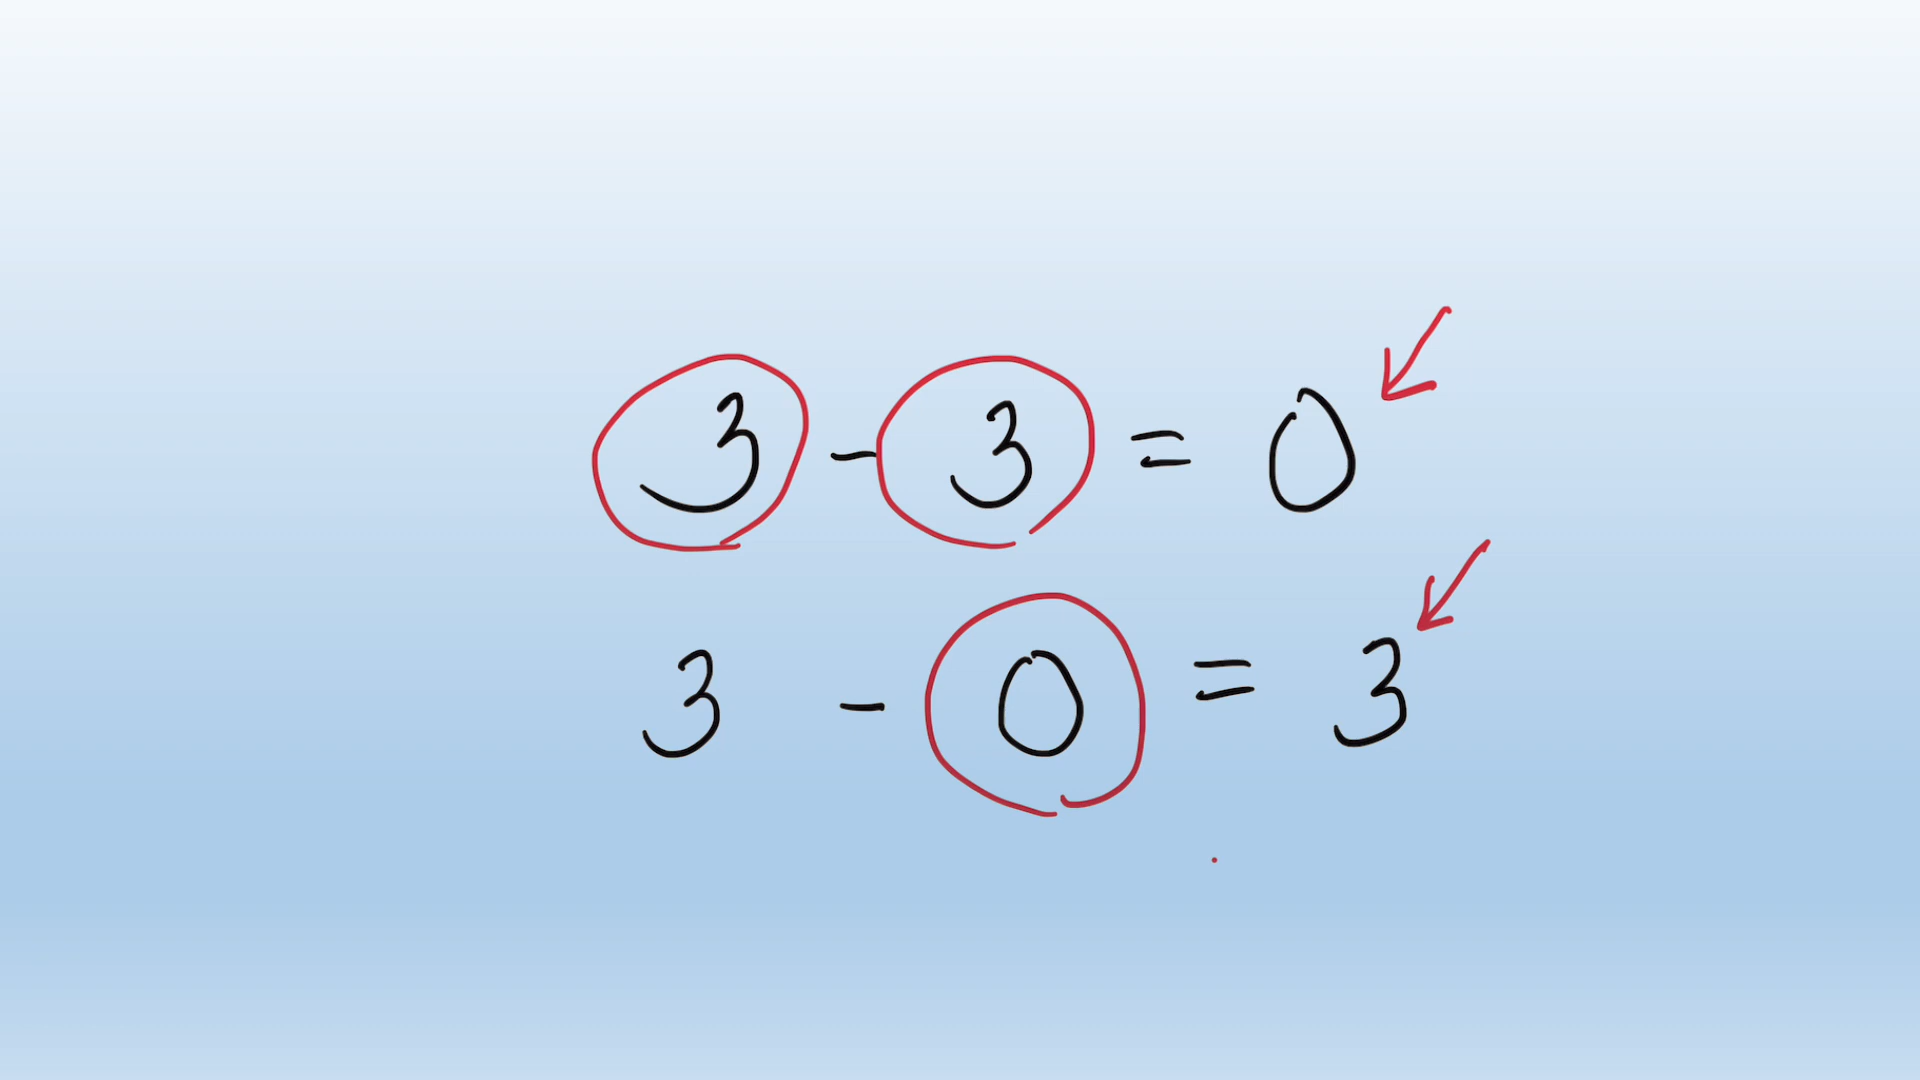 3 - 3 = 0
3 - 0 = 3